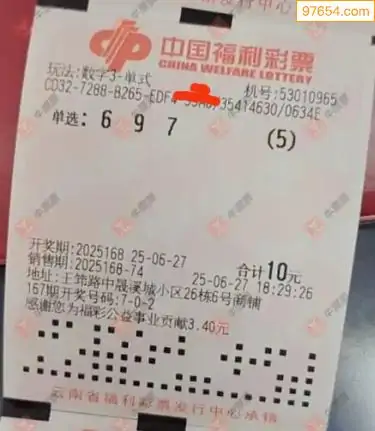 97654.com
中国福利彩票
CHINA WELFARE LOTTERY
玩法:数字3-单式 机号:53010965
CD32-7288-B265-EDF4 35414630/0634E
单选: 6 9 7 (5)
开奖期:2025168 25-06-27 合计10元
销售期:2025168-74 25-06-27 18:29:26
地址:王筇路中晟溪城小区26栋6号商铺
167期开奖号码:7-0-2
感谢您为福彩公益事业贡献3.40元
云南省福利彩票发行中心承销